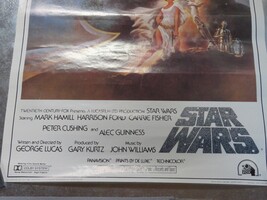 TWENTIETH CENTURY-FOX Presents A LUCASFILM LTD. PRODUCTION STAR WARS
Starring MARK HAMILL HARRISON FORD CARRIE FISHER
PETER CUSHING
and
ALEC GUINNESS
Written and Directed by
GEORGE LUCAS
Produced by
GARY KURTZ
Music by
JOHN WILLIAMS
PANAVISION PRINTS BY DE LUXE TECHNICOLOR
DOLBY SYSTEM
STAR
WARS